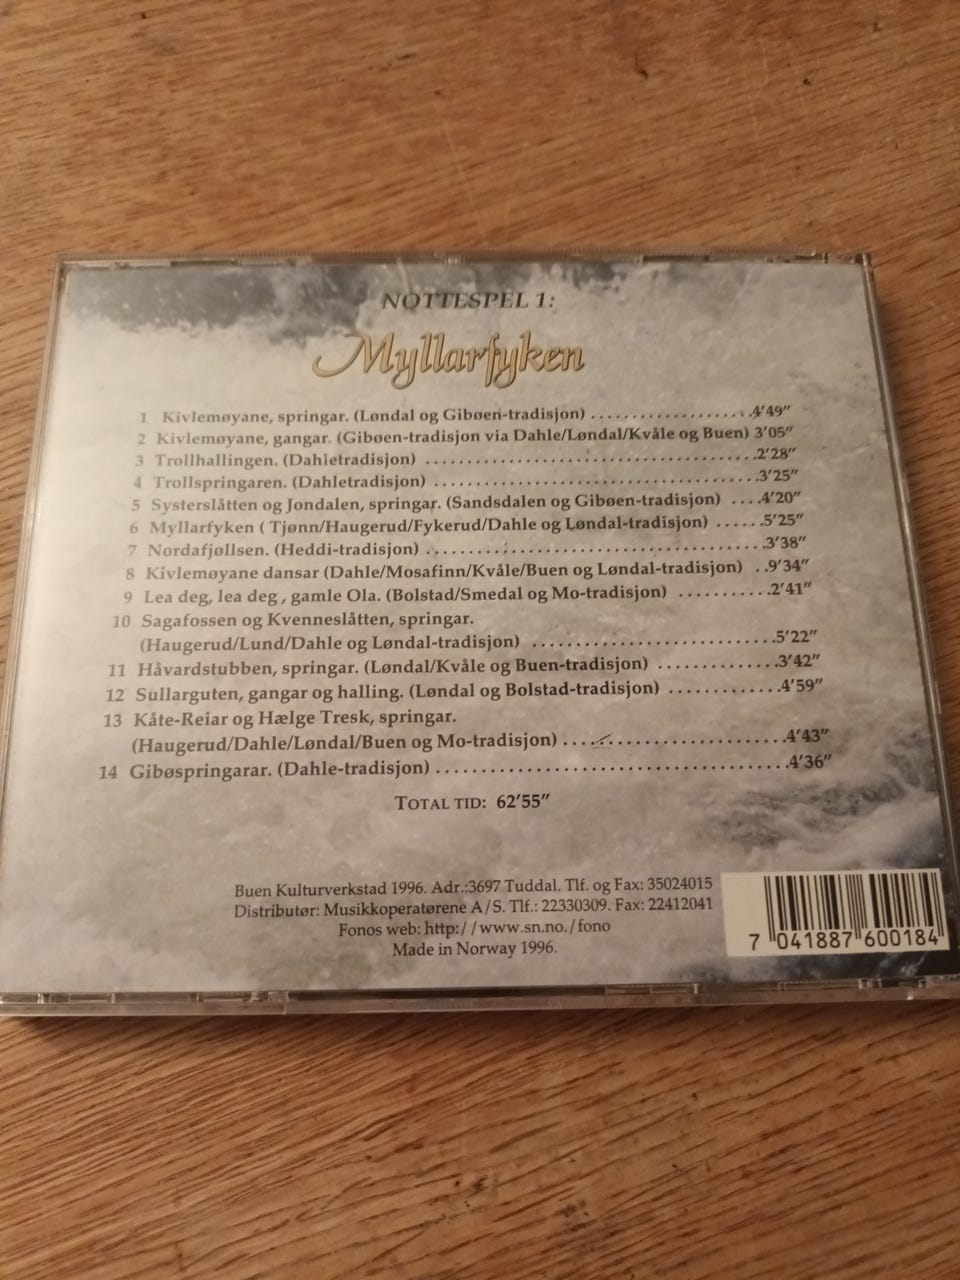 NOTTESPEL 1:
Myllarfyken
1 Kivlemøyane, springar. (Løndal og Gibøen-tradisjon) ....................4’49”
2 Kivlemøyane, gangar. (Gibøen-tradisjon via Dahle/Løndal/Kvåle og Buen) 3’05”
3 Trollhallingen. (Dahletradisjon) ..........................................2’28”
4 Trollspringaren. (Dahletradisjon) .........................................3’25”
5 Systerslåtten og Jondalen, springar. (Sandsdalen og Gibøen-tradisjon) ....4’20”
6 Myllarfyken ( Tjønn/Haugerud/Fykerud/Dahle og Løndal-tradisjon) ......5’25”
7 Nordafjøllsen. (Heddi-tradisjon) ..........................................3’38”
8 Kivlemøyane dansar (Dahle/Mosafinn/Kvåle/Buen og Løndal-tradisjon) ..9’34”
9 Lea deg, lea deg , gamle Ola. (Bolstad/Smedal og Mo-tradisjon) ...........2’41”
10 Sagafossen og Kvenneslåtten, springar.
(Haugerud/Lund/Dahle og Løndal-tradisjon) ..............................5’22”
11 Håvardstubben, springar. (Løndal/Kvåle og Buen-tradisjon) ..............3’42”
12 Sullarguten, gangar og halling. (Løndal og Bolstad-tradisjon) .............4’59”
13 Kåte-Reiar og Hælge Tresk, springar.
(Haugerud/Dahle/Løndal/Buen og Mo-tradisjon) .........................4’43”
14 Gibøspringarar. (Dahle-tradisjon) .........................................4’36”
TOTAL TID: 62’55”
Buen Kulturverkstad 1996. Adr.:3697 Tuddal. Tlf. og Fax: 35024015
Distributør: Musikkoperatørene A/S. Tlf.: 22330309. Fax: 22412041
Fonos web: http://www.sn.no./fono
Made in Norway 1996.
7 041887 600184